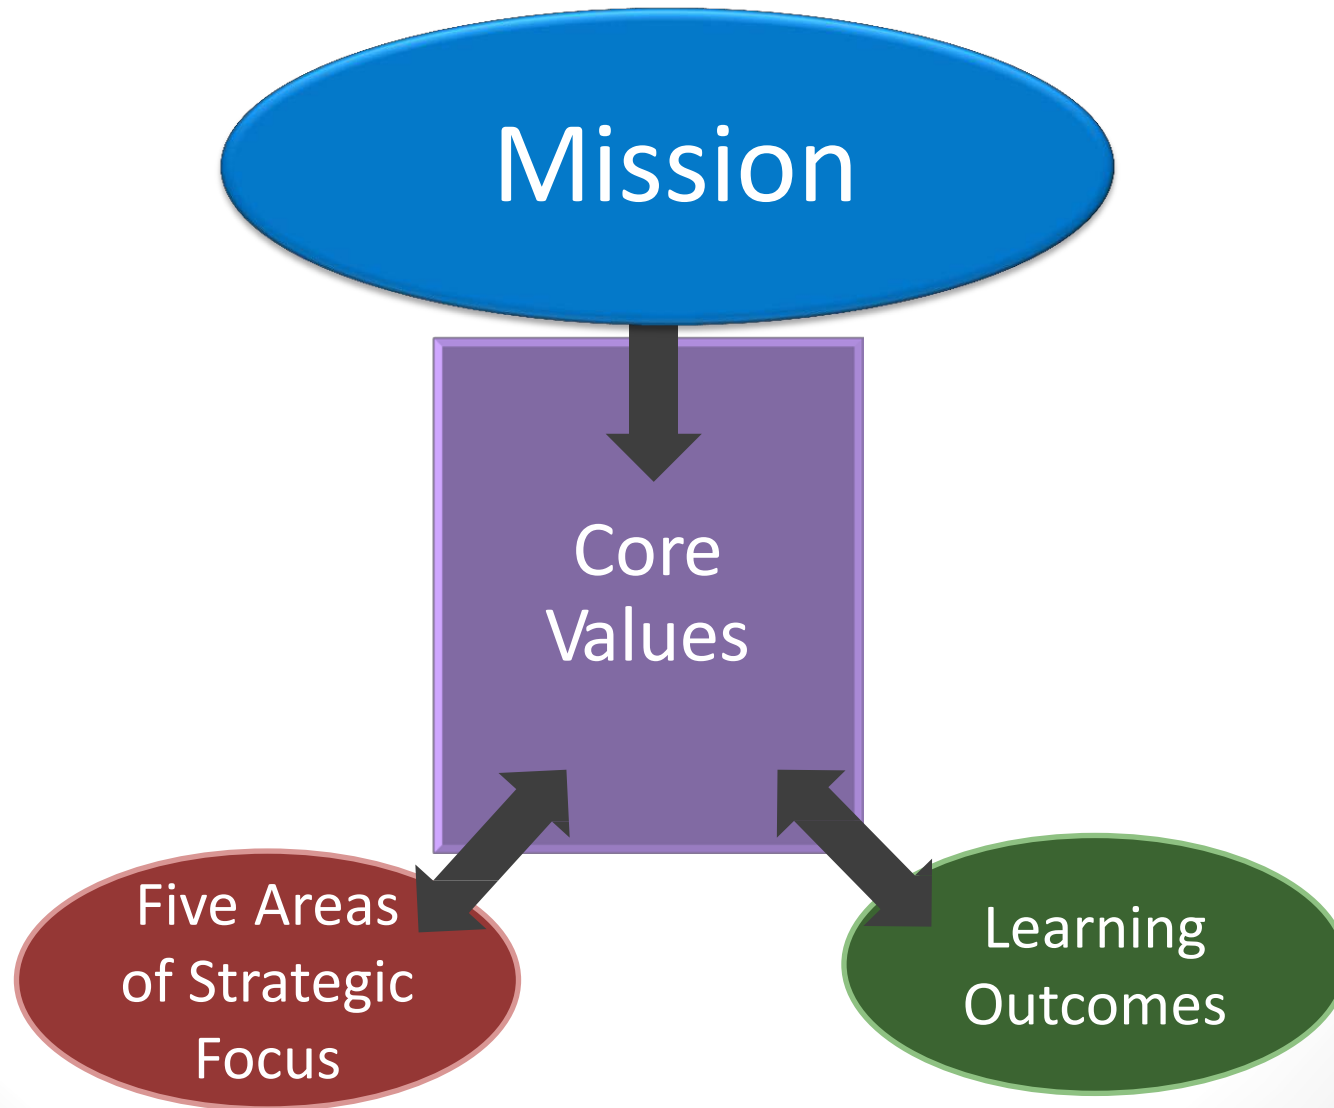 Mission
Core
Values
Five Areas
of Strategic
Focus
Learning
Outcomes